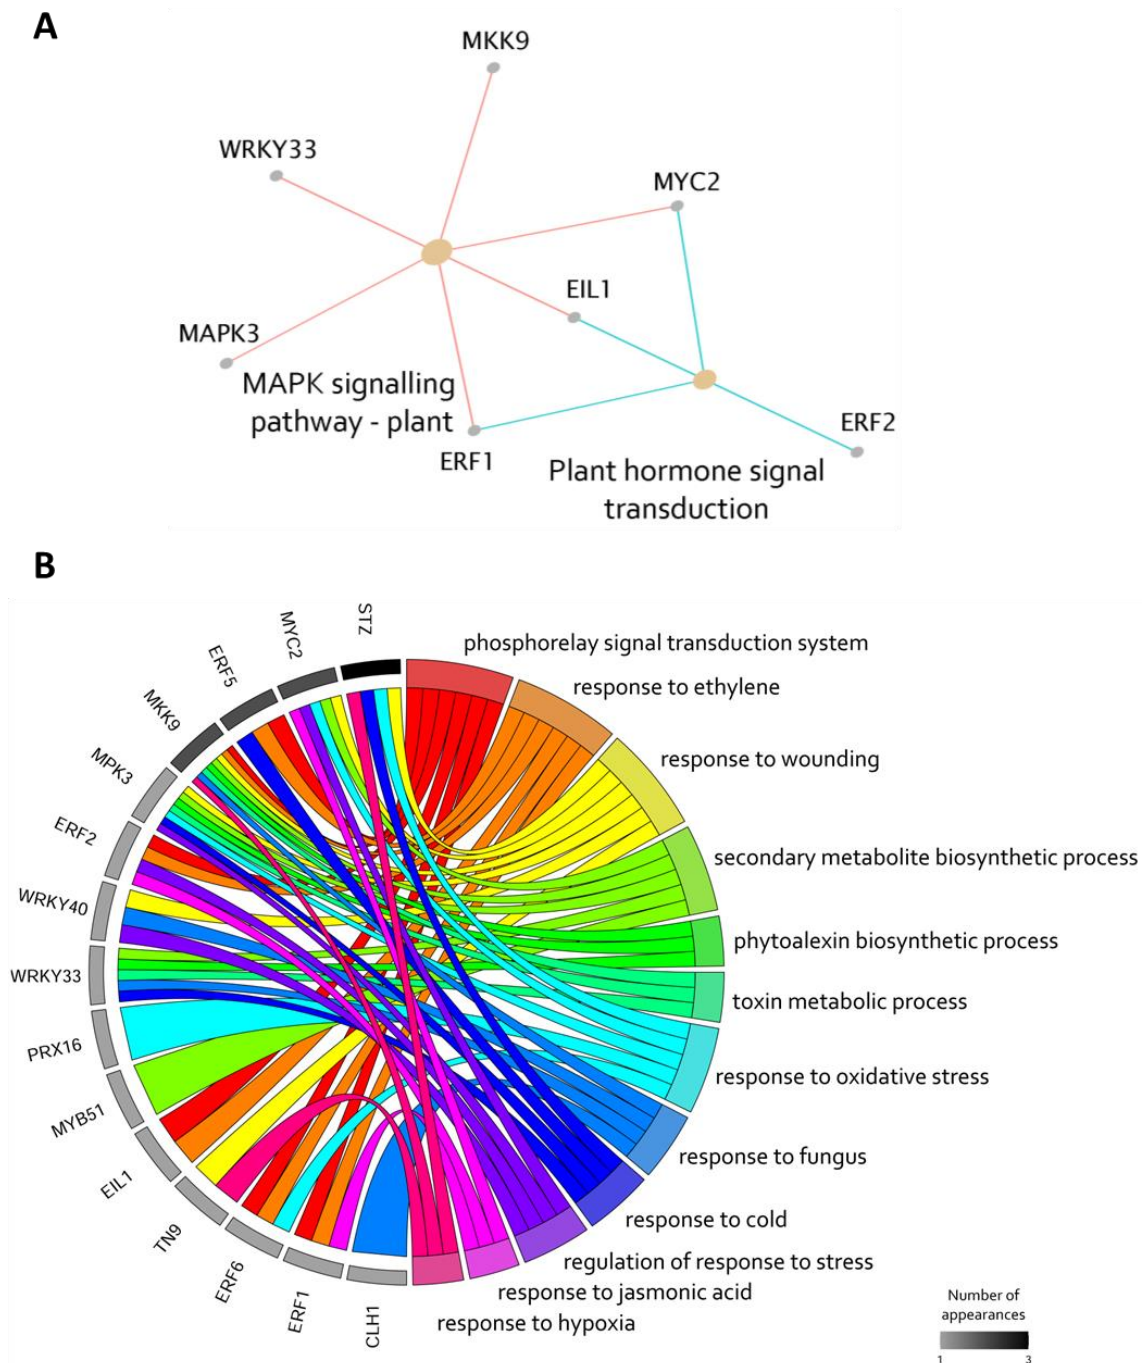 A
MKK9
WRKY33
MYC2
EIL1
MAPK3
MAPK signalling
pathway - plant
ERF2
ERF1
Plant hormone signal
transduction
B
STZ
MYC2
ERF5
MKK9
MPK3
ERF2
WRKY40
WRKY33
PRX16
MYB51
EIL1
TN9
ERF6
ERF1
CLH1
phosphorelay signal transduction system
response to ethylene
response to wounding
secondary metabolite biosynthetic process
phytoalexin biosynthetic process
toxin metabolic process
response to oxidative stress
response to fungus
response to cold
regulation of response to stress
response to jasmonic acid
response to hypoxia
Number of
appearances
1 3